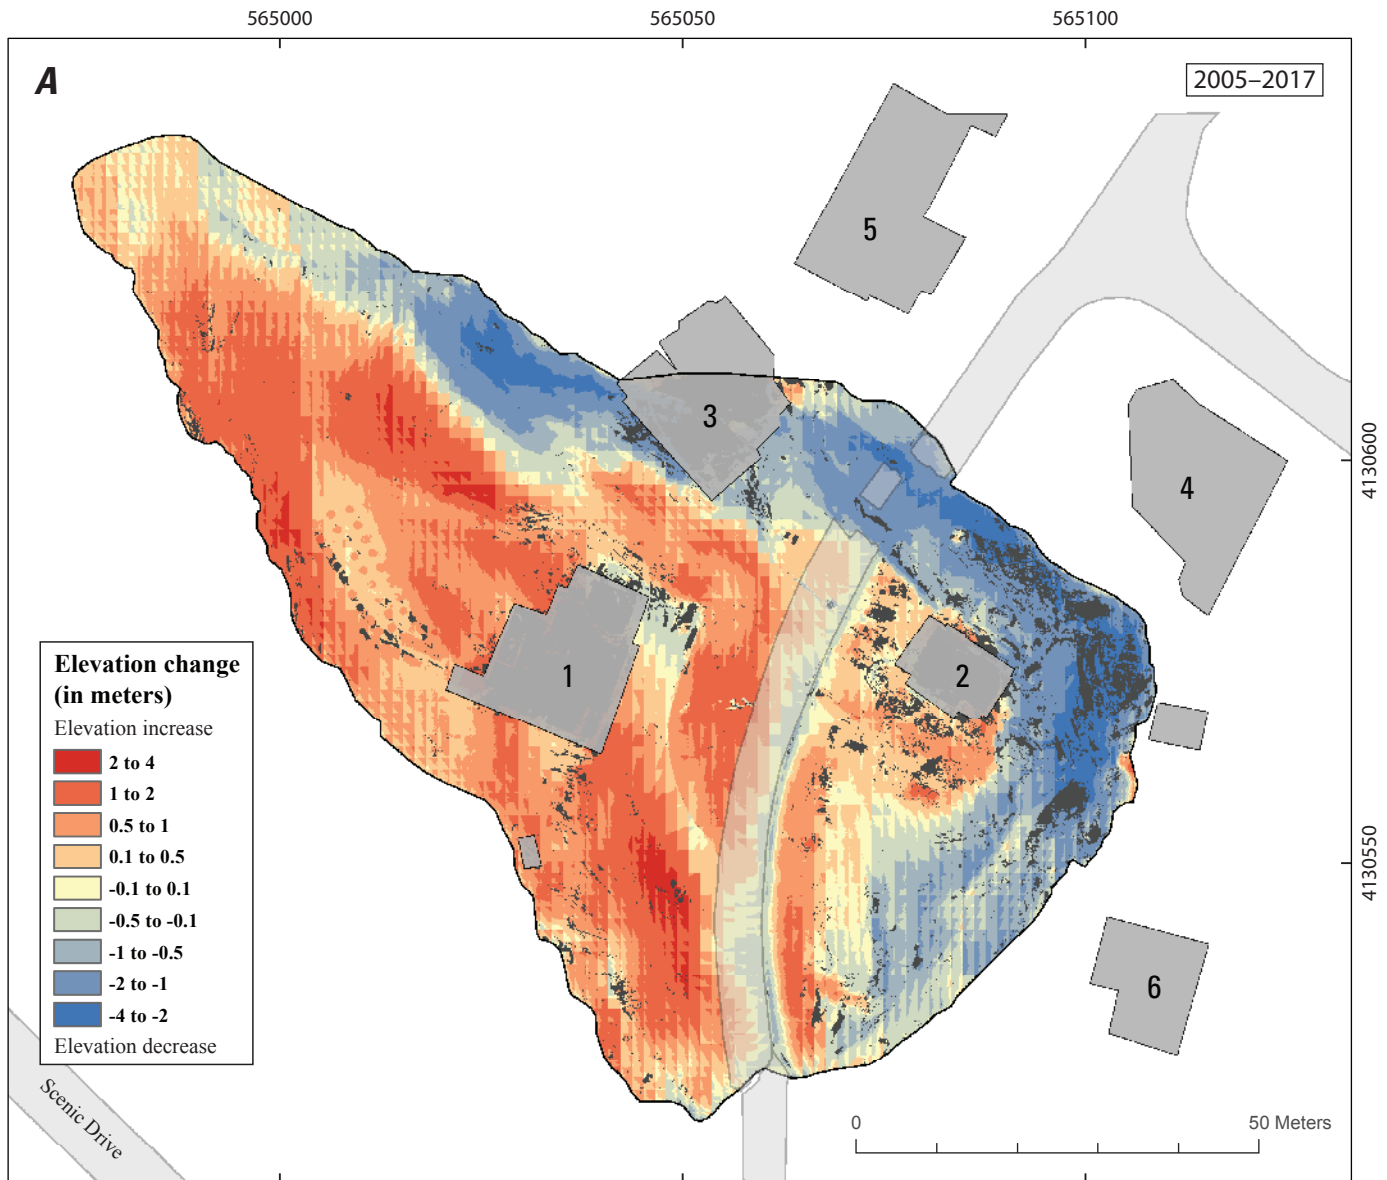 565000
565050
565100
A
2005–2017
5
3
4
4130600
1
2
Elevation change
(in meters)
Elevation increase
2 to 4
1 to 2
0.5 to 1
0.1 to 0.5
-0.1 to 0.1
-0.5 to -0.1
-1 to -0.5
-2 to -1
-4 to -2
Elevation decrease
4130550
6
Scenic Drive
0
50 Meters